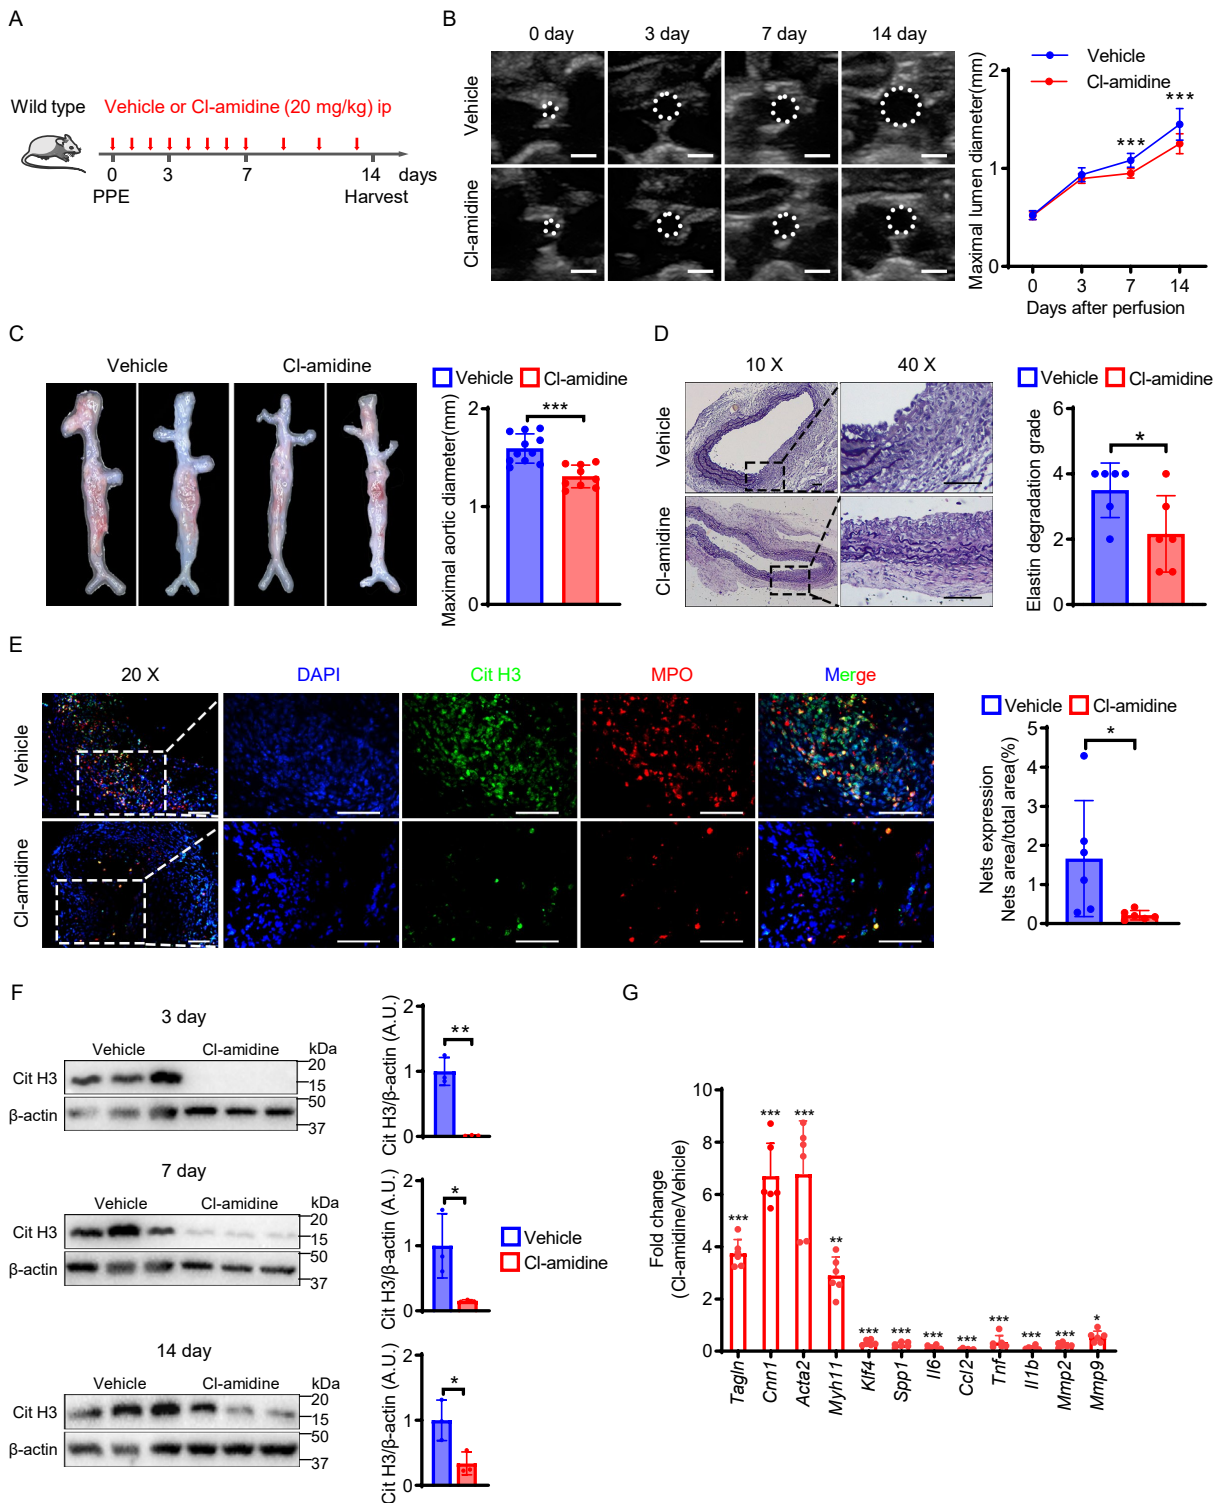 A
Wild type
Vehicle or Cl-amidine (20 mg/kg) ip
0 3 7 14 days
PPE Harvest
B
0 day 3 day 7 day 14 day
Vehicle
Cl-amidine
Vehicle
Cl-amidine
Maximal lumen diameter(mm)
2
1
0
***
***
0 3 7 14
Days after perfusion
C
Vehicle Cl-amidine
Vehicle Cl-amidine
Maximal aortic diameter(mm)
2
1
0
***
D
10 X 40 X
Vehicle
Cl-amidine
Vehicle Cl-amidine
Elastin degradation grade
6
4
2
0
*
E
20 X DAPI Cit H3 MPO Merge
Vehicle
Cl-amidine
Vehicle Cl-amidine
Nets expression
Nets area/total area(%)
5
4
3
2
1
0
*
F
3 day
Vehicle Cl-amidine kDa
Cit H3
20
15
β-actin
50
37
Cit H3/β-actin (A.U.)
2
1
0
**
7 day
Vehicle Cl-amidine kDa
Cit H3
20
15
β-actin
50
37
Cit H3/β-actin (A.U.)
2
1
0
*
Vehicle
Cl-amidine
14 day
Vehicle Cl-amidine kDa
Cit H3
20
15
β-actin
50
37
Cit H3/β-actin (A.U.)
2
1
0
*
G
Fold change
(Cl-amidine/Vehicle)
10
8
6
4
2
0
*** *** *** ** *** *** *** *** *** *** *** *
Tagln Cnn1 Acta2 Myh11 Klf4 Spp1 Il6 Ccl2 Tnf Il1b Mmp2 Mmp9